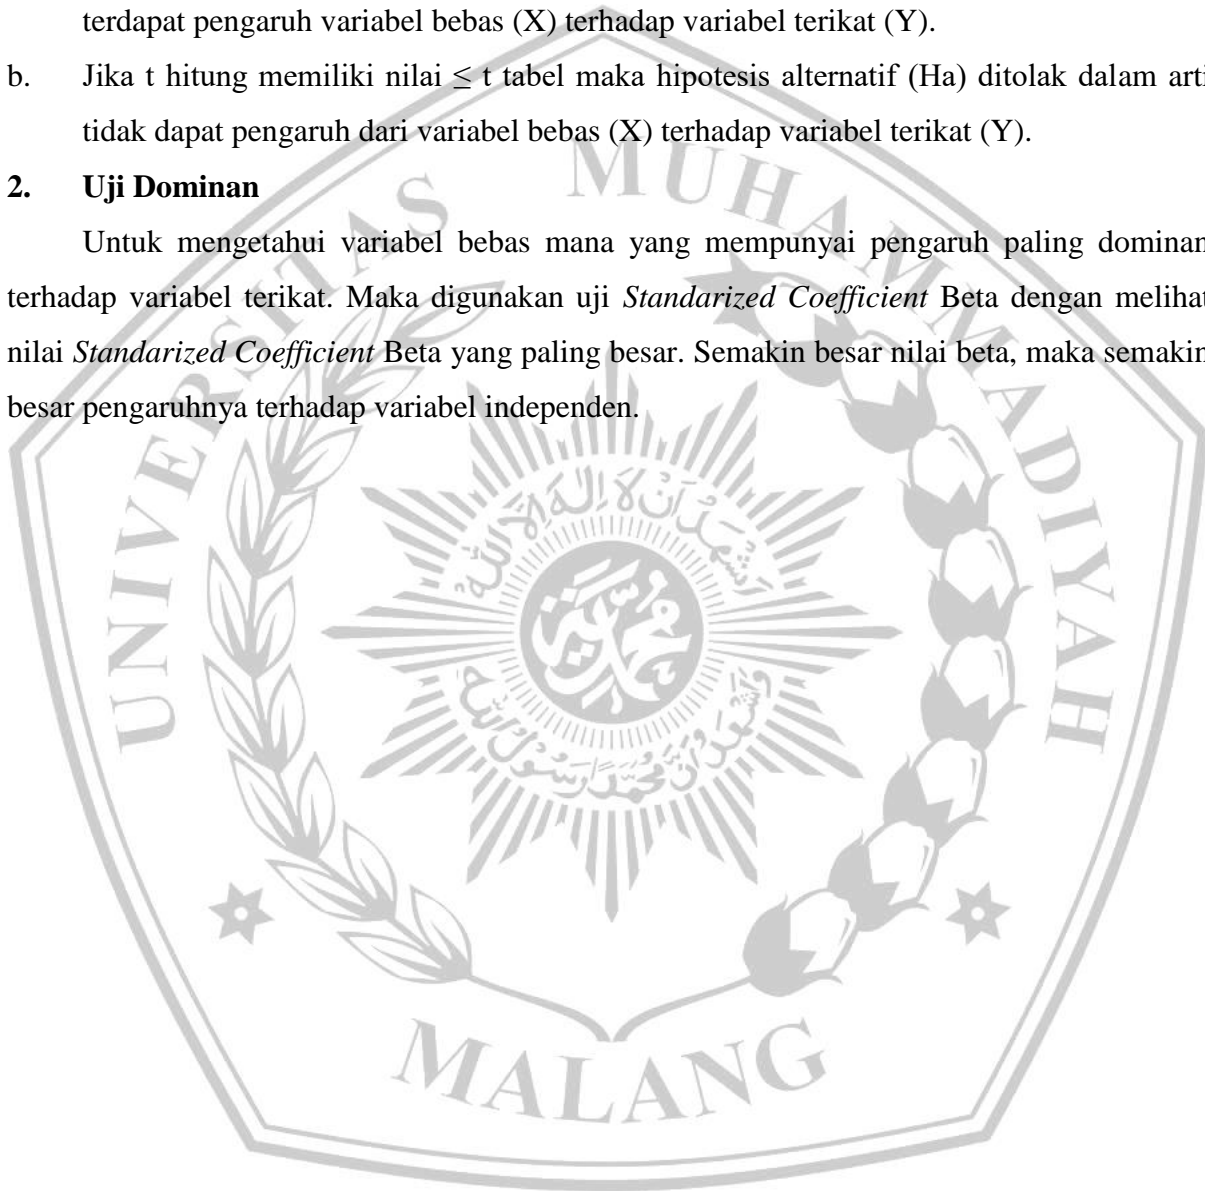 terdapat pengaruh variabel bebas (X) terhadap variabel terikat (Y).
b. Jika t hitung memiliki nilai ≤ t tabel maka hipotesis alternatif (Ha) ditolak dalam arti
tidak dapat pengaruh dari variabel bebas (X) terhadap variabel terikat (Y).
2. Uji Dominan
Untuk mengetahui variabel bebas mana yang mempunyai pengaruh paling dominan
terhadap variabel terikat. Maka digunakan uji Standarized Coefficient Beta dengan melihat
nilai Standarized Coefficient Beta yang paling besar. Semakin besar nilai beta, maka semakin
besar pengaruhnya terhadap variabel independen.
UNIVERSITAS MUHAMMADIYAH
MALANG